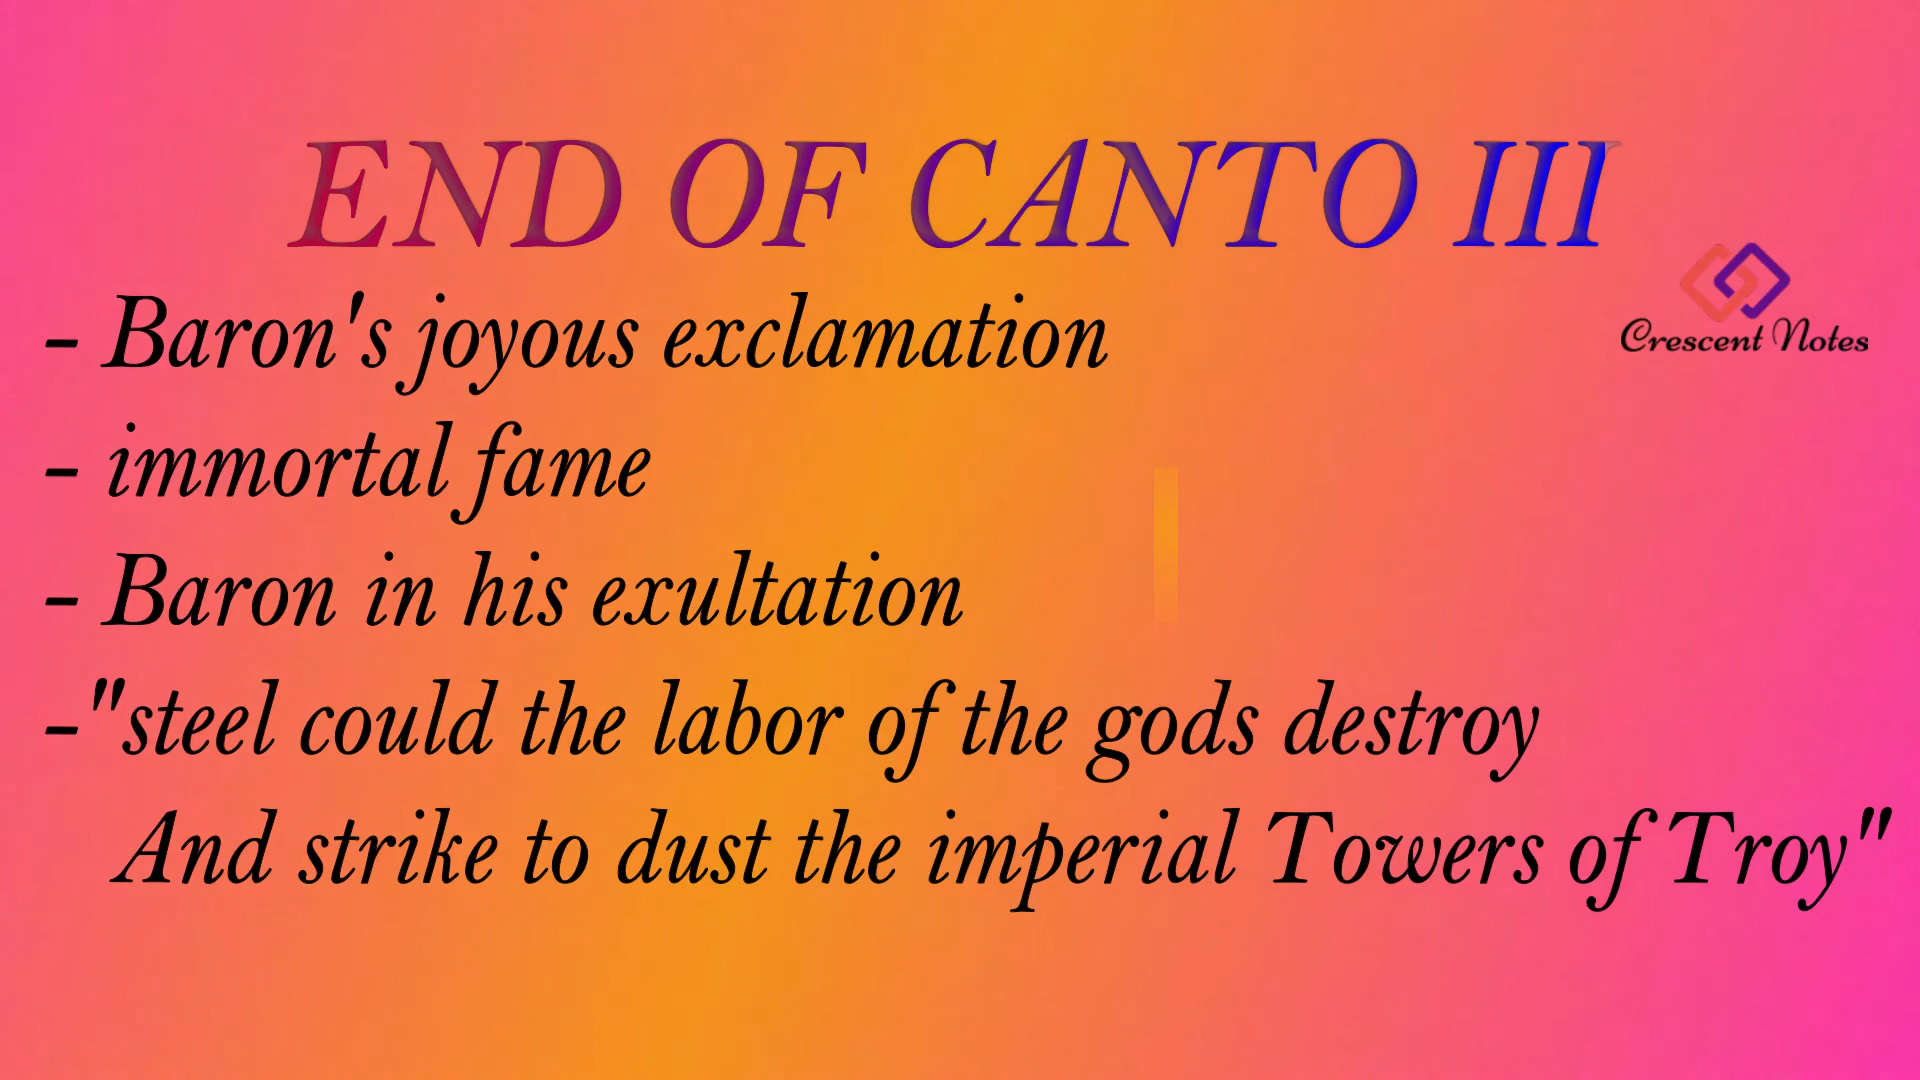 END OF CANTO III
- Baron's joyous exclamation
Crescent Notes
- immortal fame
- Baron in his exultation
-"steel could the labor of the gods destroy
And strike to dust the imperial Towers of Troy"